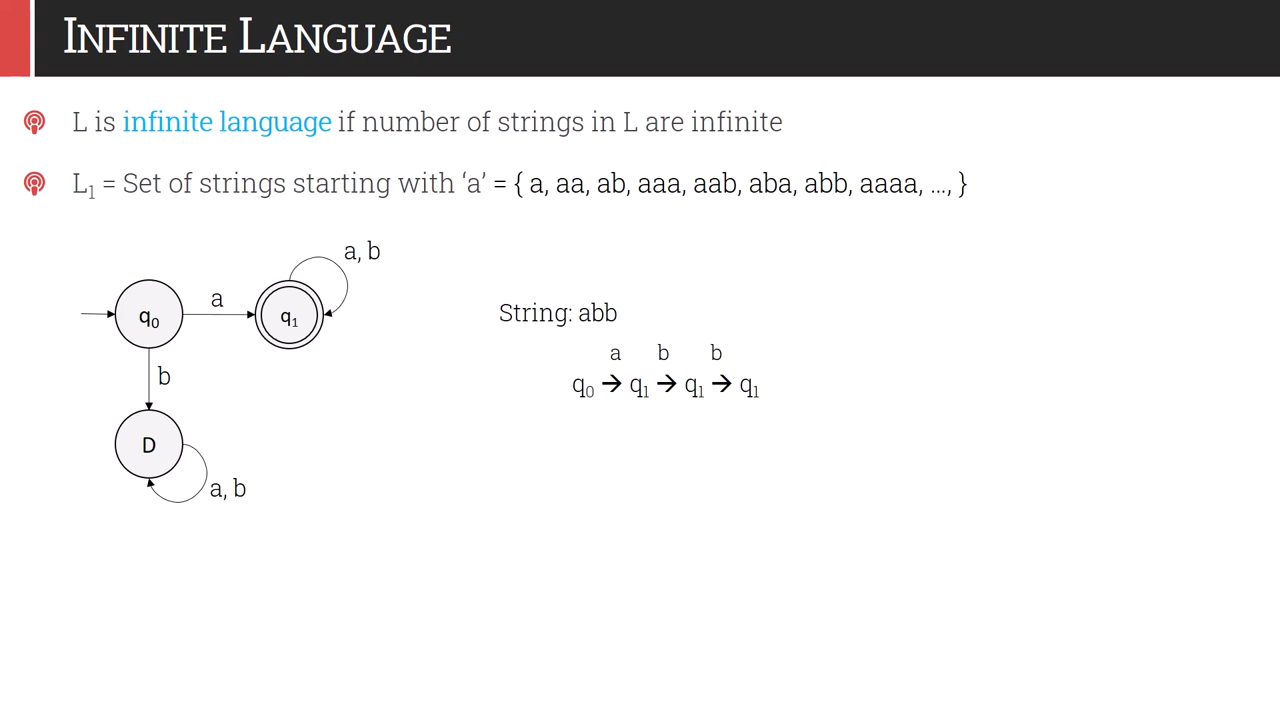 INFINITE LANGUAGE
L is infinite language if number of strings in L are infinite
L₁ = Set of strings starting with ‘a’ = { a, aa, ab, aaa, aab, aba, abb, aaaa, ..., }
a, b
a
q₀
q₁
b
D
a, b
String: abb
a b b
q₀ → q₁ → q₁ → q₁